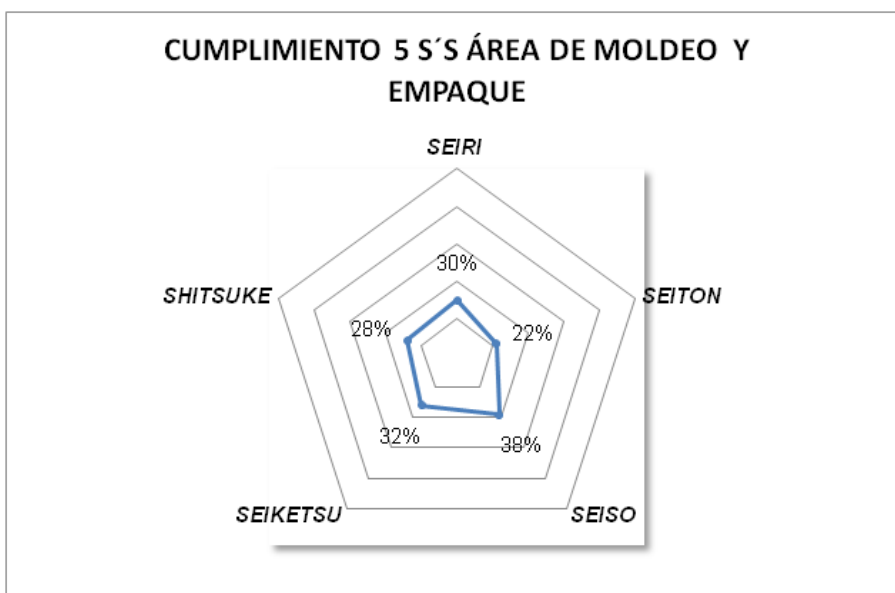 CUMPLIMIENTO 5 S´S ÁREA DE MOLDEO Y
EMPAQUE
SEIRI
30%
SHITSUKE
SEITON
28%
22%
32%
38%
SEIKETSU
SEISO